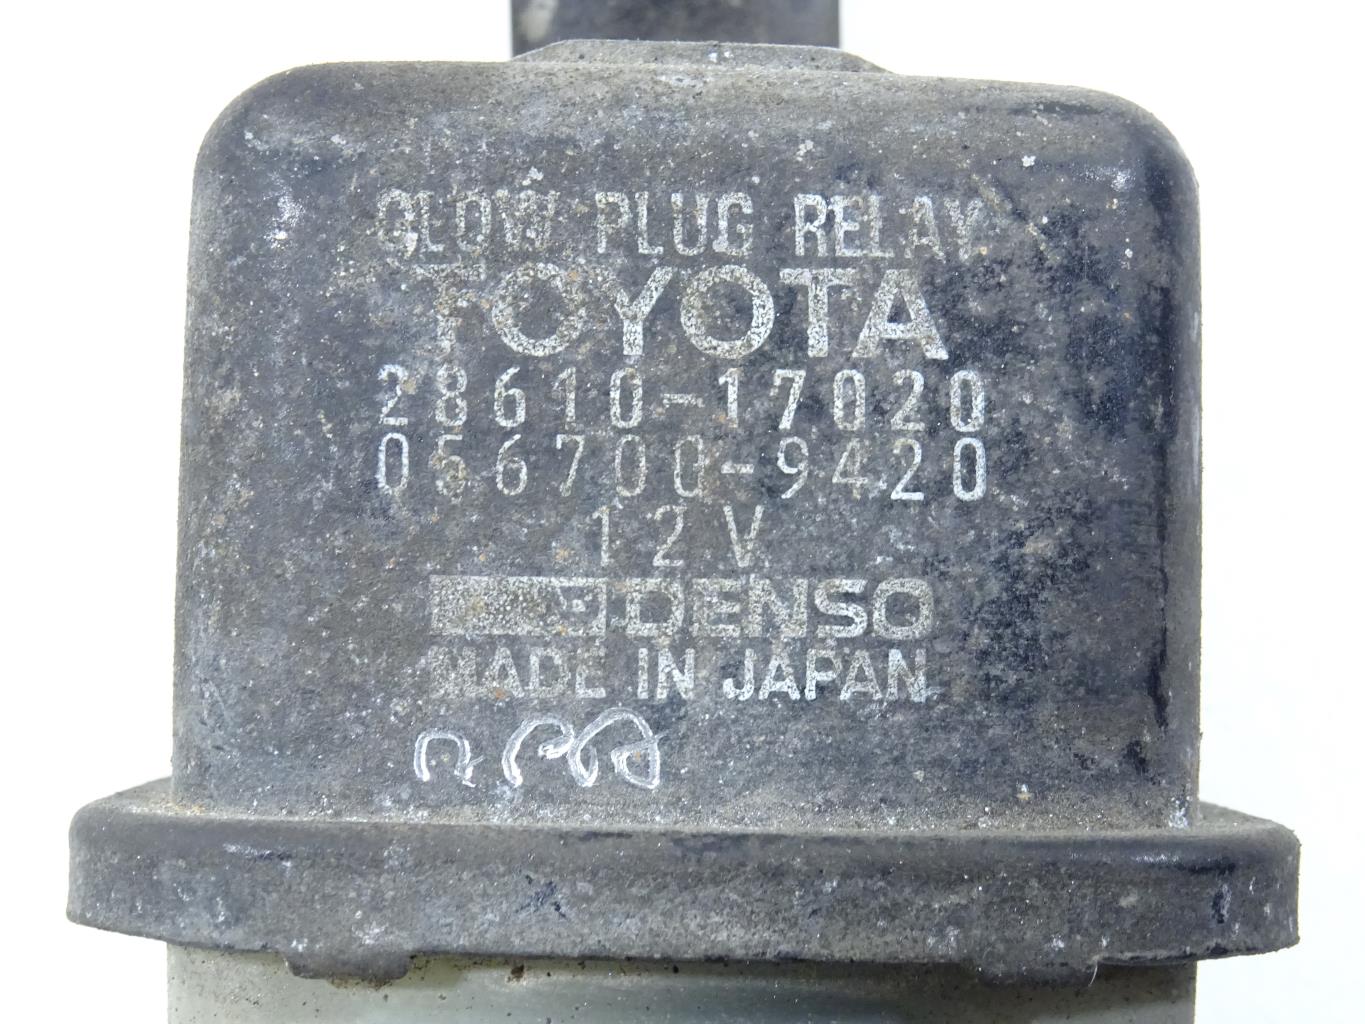 GLOW PLUG RELAY
TOYOTA
28610-17020
056700-9420
12V
DENSO
MADE IN JAPAN